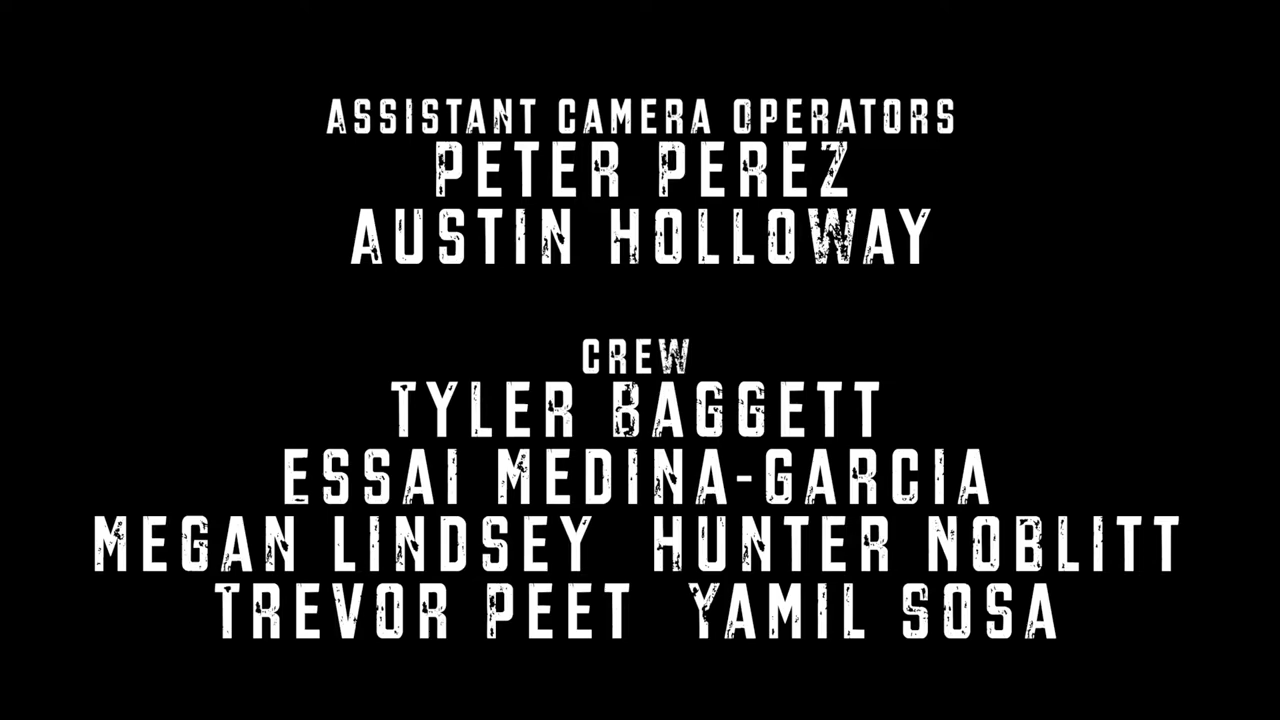 ASSISTANT CAMERA OPERATORS
PETER PEREZ
AUSTIN HOLLOWAY
CREW
TYLER BAGGETT
ESSAI MEDINA-GARCIA
MEGAN LINDSEY HUNTER NOBLITT
TREVOR PEET YAMIL SOSA